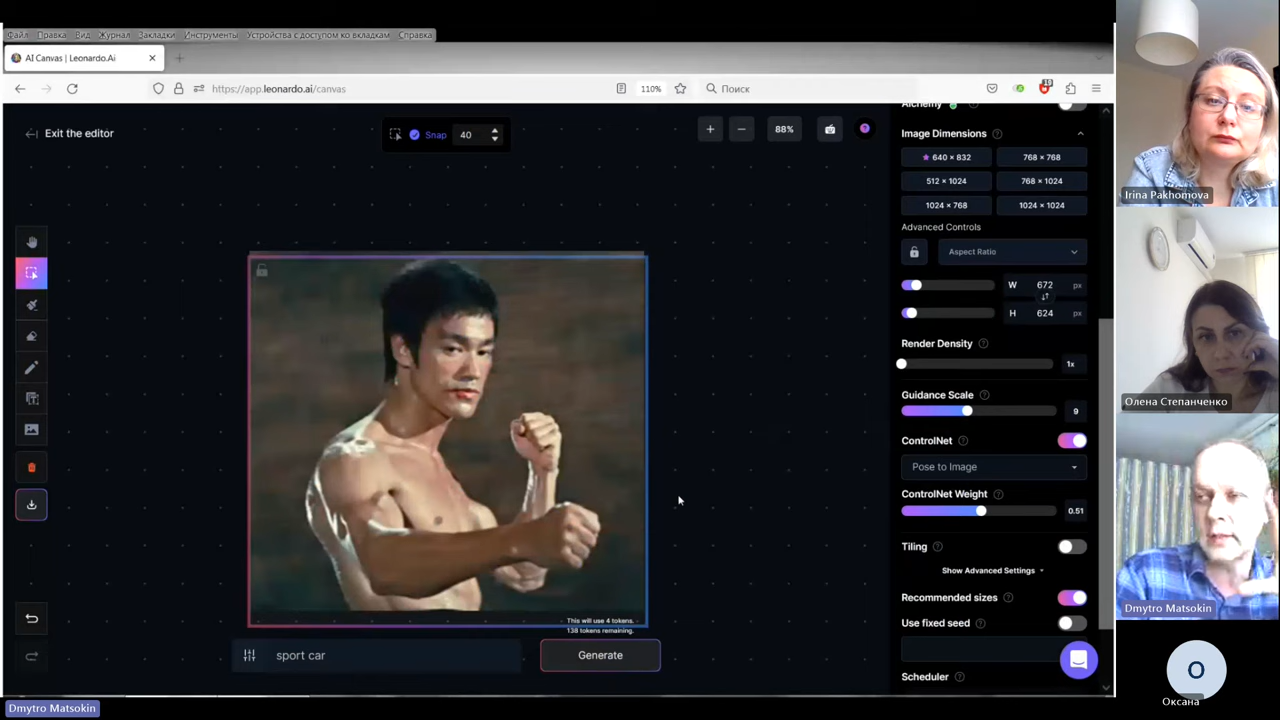 Файл Правка Вид Журнал Закладки Инструменты Устройства с доступом ко вкладкам Справка
AI Canvas | Leonardo.Ai
https://app.leonardo.ai/canvas
110%
Поиск
19
Exit the editor
Snap 40
88%
Alchemy
Image Dimensions
640 × 832
768 × 768
512 × 1024
768 × 1024
1024 × 768
1024 × 1024
Advanced Controls
Aspect Ratio
W 672 px
H 624 px
Render Density
1x
Guidance Scale
9
ControlNet
Pose to Image
ControlNet Weight
0.51
Tiling
Show Advanced Settings
Recommended sizes
Use fixed seed
Scheduler
This will use 4 tokens.
138 tokens remaining.
sport car
Generate
Irina Pakhomova
Олена Степанченко
Dmytro Matsokin
O
Оксана
Dmytro Matsokin